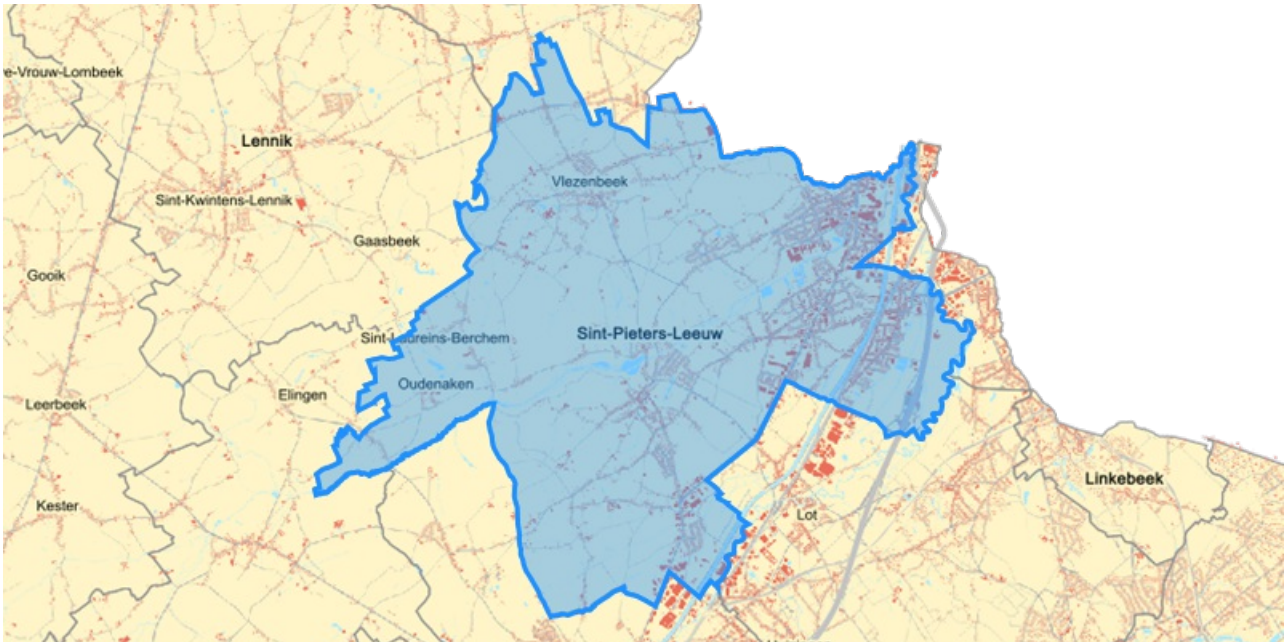 e-Vrouw-Lombeek
Lennik
Vlezenbeek
Sint-Kwintens-Lennik
Gaasbeek
Gooik
Sint-Pieters-Leeuw
Sint-Laureins-Berchem
Oudenaken
Elingen
Leerbeek
Linkebeek
Kester
Lot